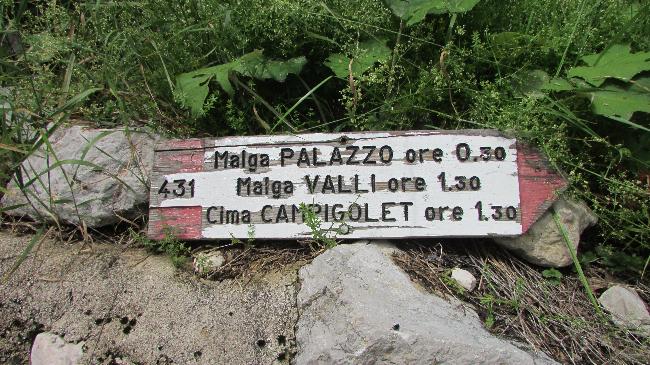 Malga PALAZZO ore 0.30
431 Malga VALLI ore 1.30
Cima CAMPIGOLET ore 1.30